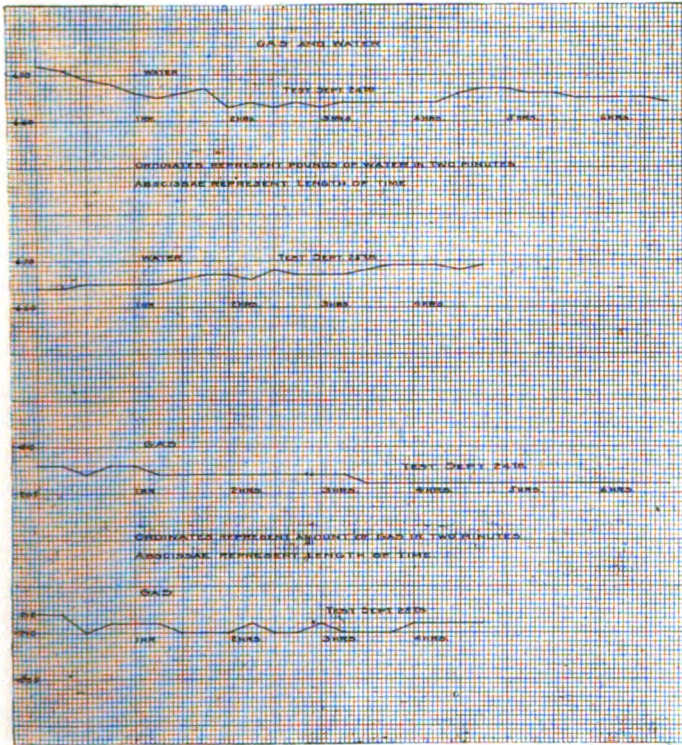 GAS AND WATER
WATER
TEST SEPT 24TH
1HR. 2HRS. 3HRS. 4HRS. 5HRS. 6HRS.
ORDINATES REPRESENT POUNDS OF WATER IN TWO MINUTES
ABSCISSAE REPRESENT LENGTH OF TIME
WATER
TEST SEPT 28TH
1HR. 2HRS. 3HRS. 4HRS.
GAS
TEST SEPT 24TH
1HR. 2HRS. 3HRS. 4HRS. 5HRS. 6HRS.
ORDINATES REPRESENT AMOUNT OF GAS IN TWO MINUTES
ABSCISSAE REPRESENT LENGTH OF TIME.
GAS
TEST SEPT 28TH
1HR. 2HRS. 3HRS. 4HRS.